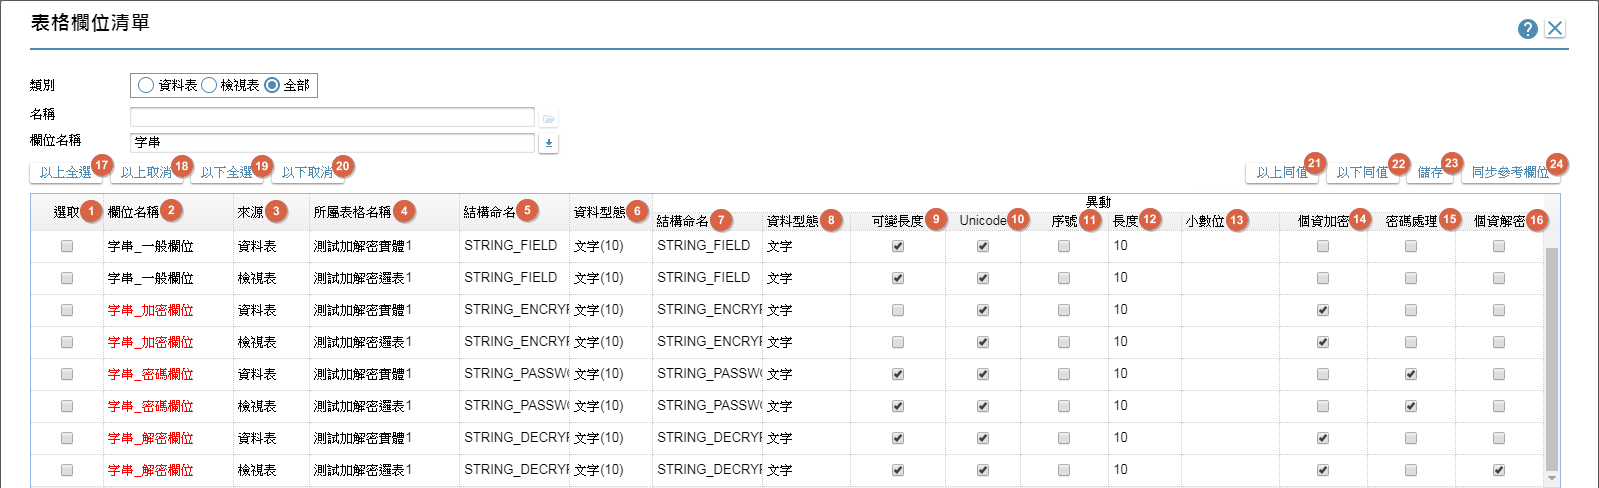 表格欄位清單
?
類別 資料表 檢視表 全部
名稱
欄位名稱 字串
以上全選 17 以上取消 18 以下全選 19 以下取消 20 以上同值 21 以下同值 22 儲存 23 同步參考欄位 24
異動
選取 1 欄位名稱 2 來源 3 所屬表格名稱 4 結構命名 5 資料型態 6 結構命名 7 資料型態 8 可變長度 9 Unicode 10 序號 11 長度 12 小數位 13 個資加密 14 密碼處理 15 個資解密 16
字串_一般欄位 資料表 測試加解密實體1 STRING_FIELD 文字(10) STRING_FIELD 文字 10
字串_一般欄位 檢視表 測試加解密邏表1 STRING_FIELD 文字(10) STRING_FIELD 文字 10
字串_加密欄位 資料表 測試加解密實體1 STRING_ENCRYP 文字(10) STRING_ENCRYP 文字 10
字串_加密欄位 檢視表 測試加解密邏表1 STRING_ENCRYP 文字(10) STRING_ENCRYP 文字 10
字串_密碼欄位 資料表 測試加解密實體1 STRING_PASSWO 文字(10) STRING_PASSWO 文字 10
字串_密碼欄位 檢視表 測試加解密邏表1 STRING_PASSWO 文字(10) STRING_PASSWO 文字 10
字串_解密欄位 資料表 測試加解密實體1 STRING_DECRYP 文字(10) STRING_DECRYP 文字 10
字串_解密欄位 檢視表 測試加解密邏表1 STRING_DECRYP 文字(10) STRING_DECRYP 文字 10